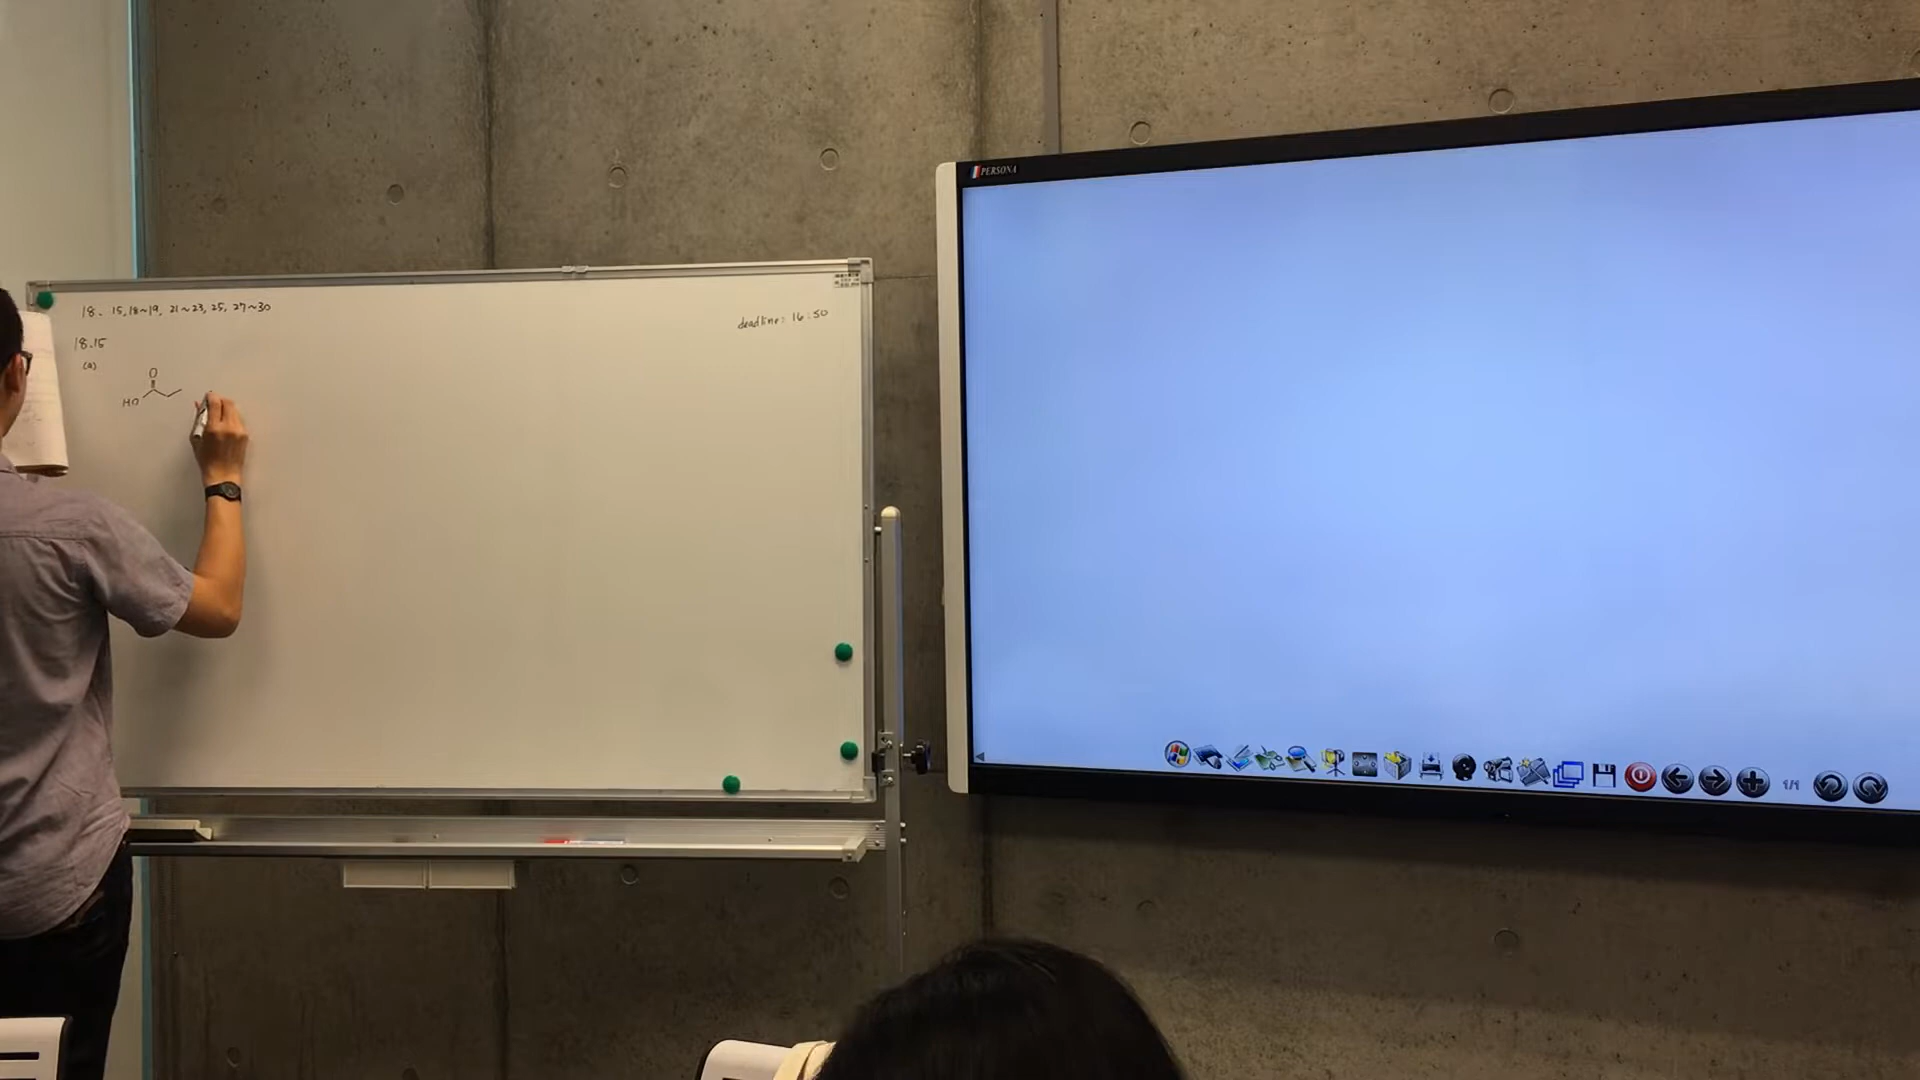 18. 15, 18~19, 21~23, 25, 27~30
deadline: 16:50
18.15
(a)
O
HO
PERSONA
1/1